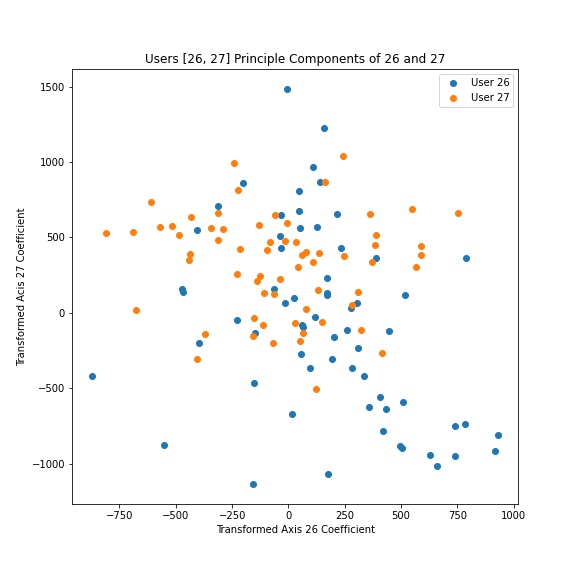 Users [26, 27] Principle Components of 26 and 27
User 26
User 27
Transformed Acis 27 Coefficient
1500
1000
500
0
−500
−1000
−750
−500
−250
0
250
500
750
1000
Transformed Axis 26 Coefficient